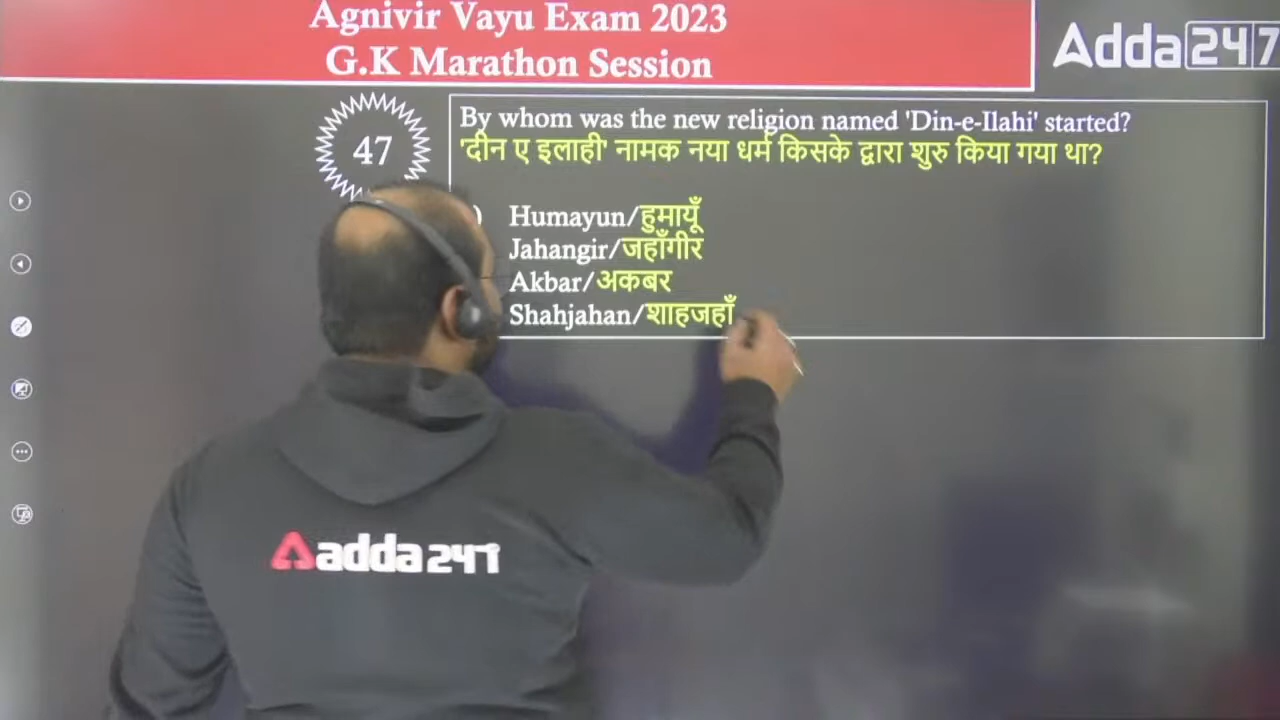 Agnivir Vayu Exam 2023
G.K Marathon Session
Adda247
47
By whom was the new religion named 'Din-e-Ilahi' started?
'दीन ए इलाही' नामक नया धर्म किसके द्वारा शुरु किया गया था?
Humayun/हुमायूँ
Jahangir/जहाँगीर
Akbar/अकबर
Shahjahan/शाहजहाँ
adda247